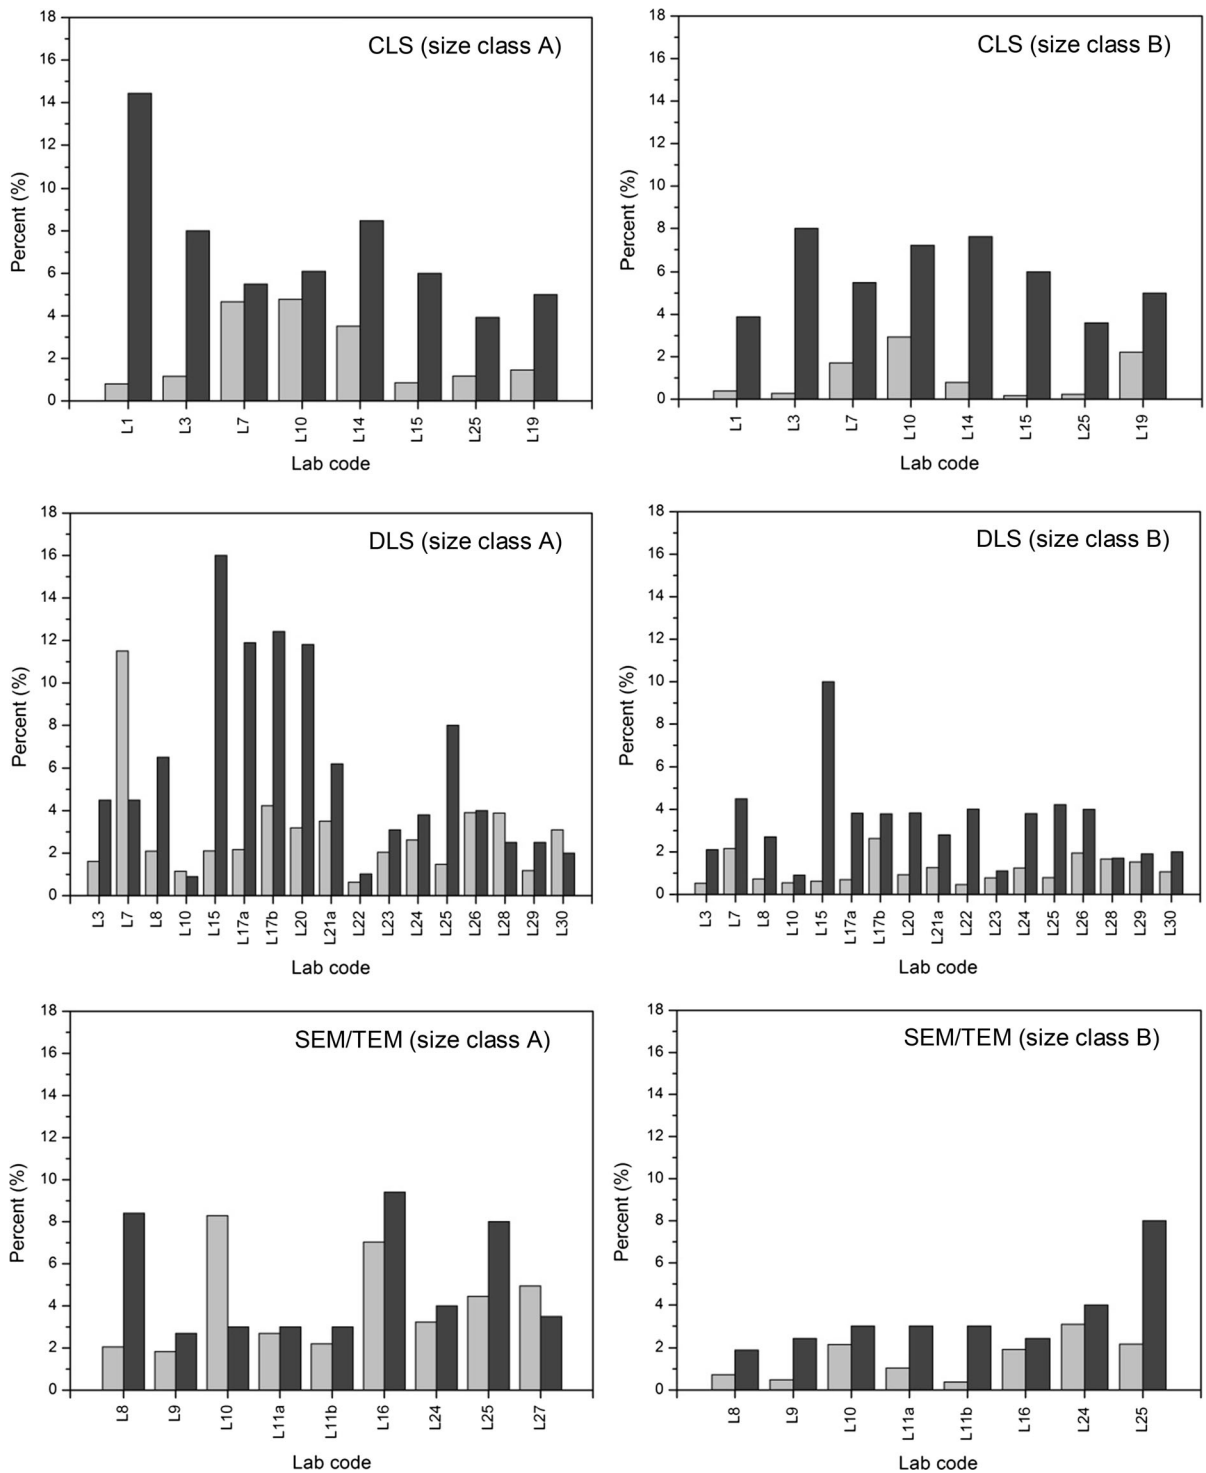 CLS (size class A)
Percent (%)
18
16
14
12
10
8
6
4
2
0
L1 L3 L7 L10 L14 L15 L25 L19
Lab code
CLS (size class B)
Percent (%)
18
16
14
12
10
8
6
4
2
0
L1 L3 L7 L10 L14 L15 L25 L19
Lab code
DLS (size class A)
Percent (%)
18
16
14
12
10
8
6
4
2
0
L3 L7 L8 L10 L15 L17a L17b L20 L21a L22 L23 L24 L25 L26 L28 L29 L30
Lab code
DLS (size class B)
Percent (%)
18
16
14
12
10
8
6
4
2
0
L3 L7 L8 L10 L15 L17a L17b L20 L21a L22 L23 L24 L25 L26 L28 L29 L30
Lab code
SEM/TEM (size class A)
Percent (%)
18
16
14
12
10
8
6
4
2
0
L8 L9 L10 L11a L11b L16 L24 L25 L27
Lab code
SEM/TEM (size class B)
Percent (%)
18
16
14
12
10
8
6
4
2
0
L8 L9 L10 L11a L11b L16 L24 L25
Lab code